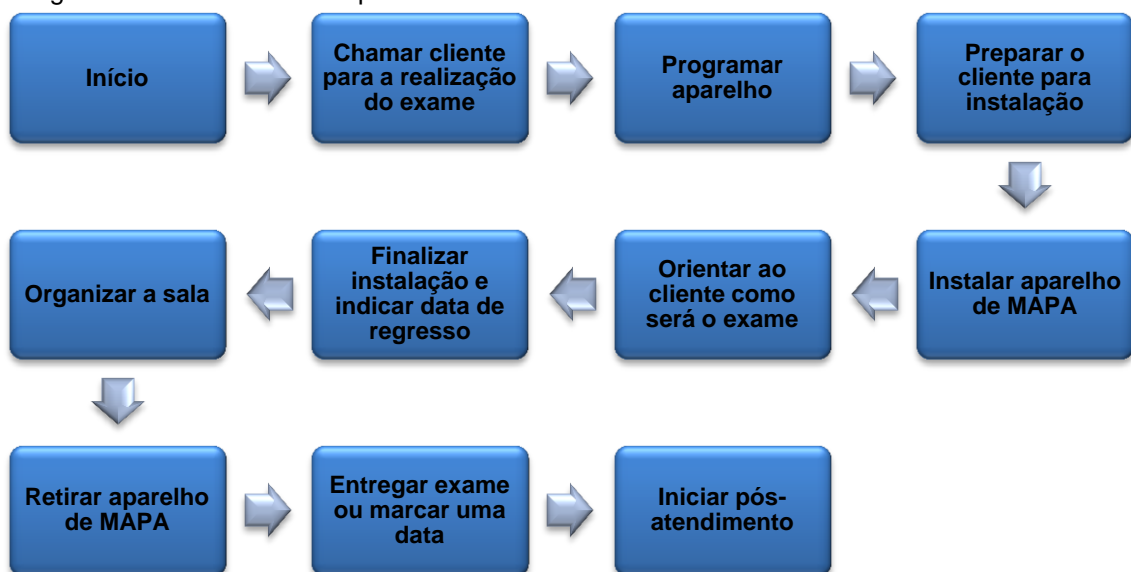 Início
Chamar cliente
para a realização
do exame
Programar
aparelho
Preparar o
cliente para
instalação
Instalar aparelho
de MAPA
Orientar ao
cliente como
será o exame
Finalizar
instalação e
indicar data de
regresso
Organizar a sala
Retirar aparelho
de MAPA
Entregar exame
ou marcar uma
data
Iniciar pós-
atendimento